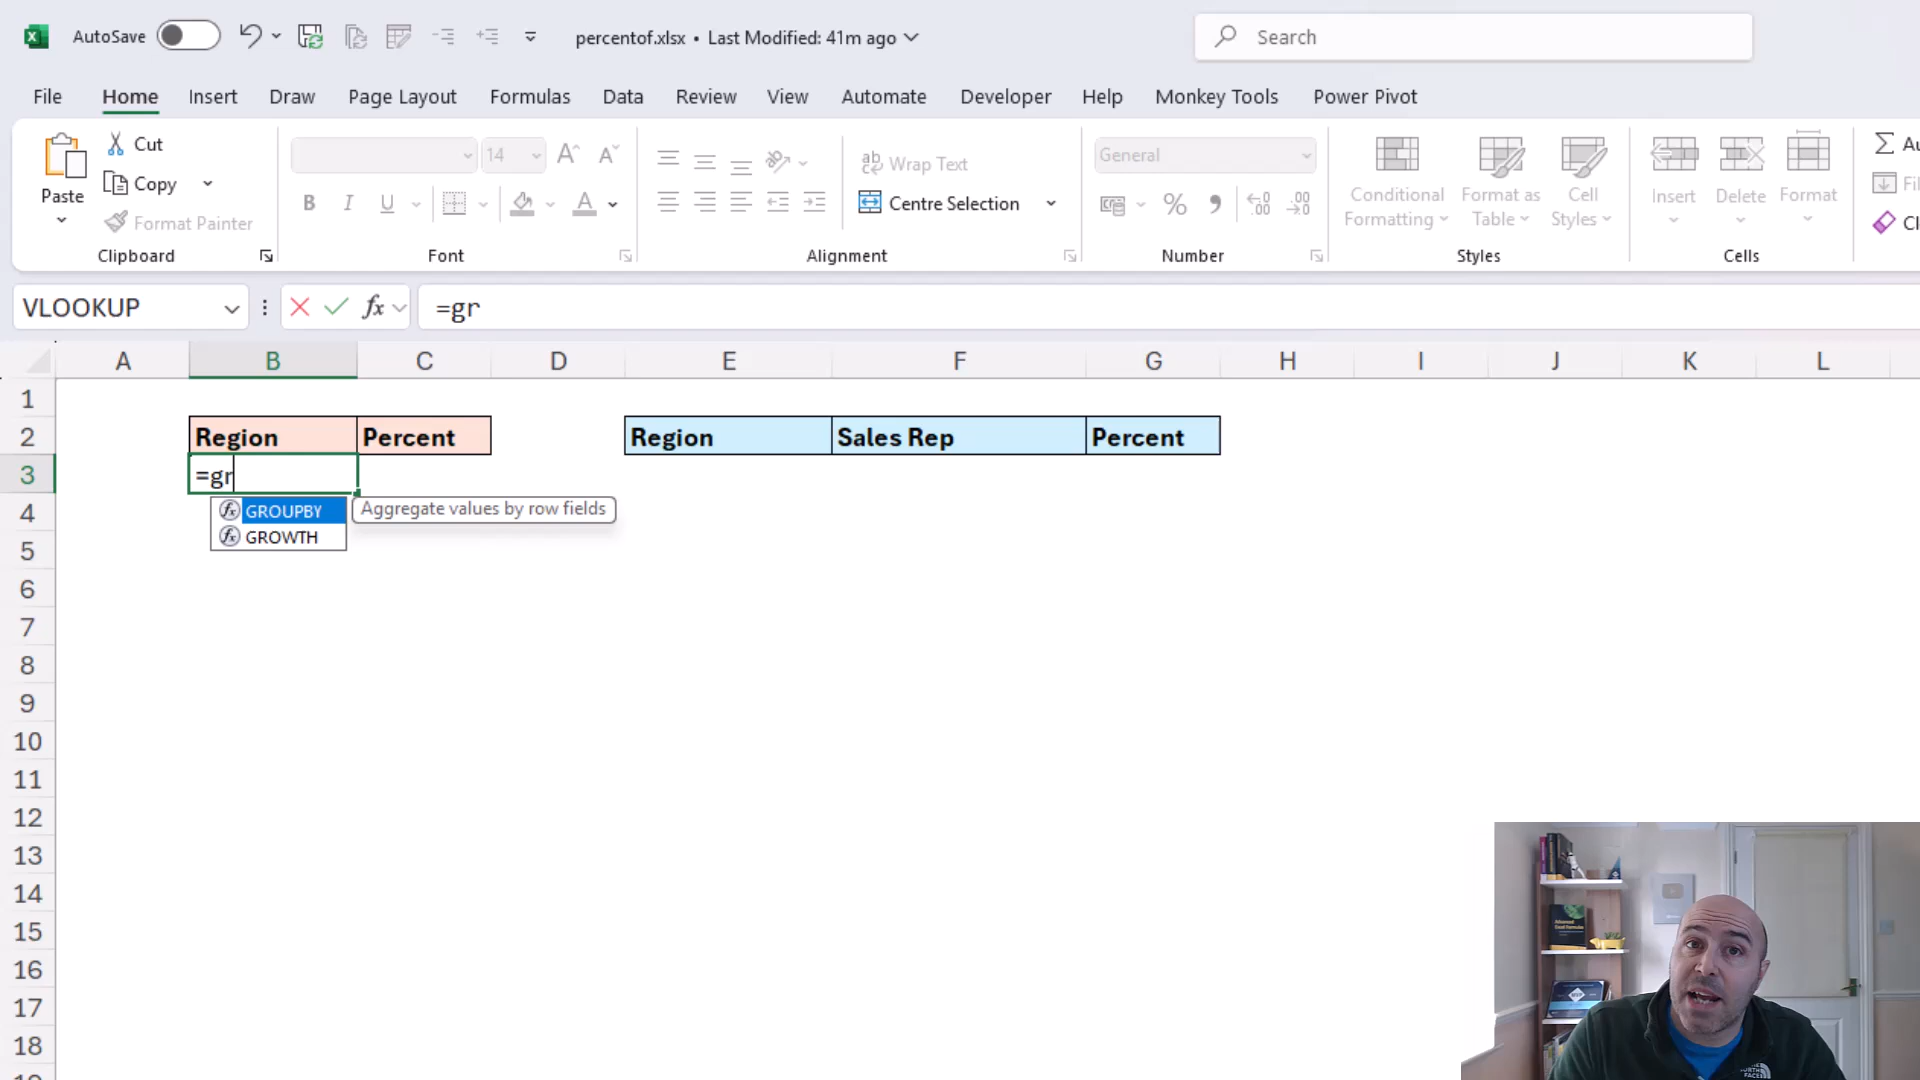 AutoSave
percentof.xlsx • Last Modified: 41m ago
Search
File Home Insert Draw Page Layout Formulas Data Review View Automate Developer Help Monkey Tools Power Pivot
Paste
Cut
Copy
Format Painter
Clipboard
14
B I U
Font
Wrap Text
Centre Selection
Alignment
General
Number
Conditional Formatting
Format as Table
Cell Styles
Styles
Insert Delete Format
Cells
VLOOKUP
fx
=gr
A B C D E F G H I J K L
1
2 Region Percent Region Sales Rep Percent
3 =gr
GROUPBY Aggregate values by row fields
GROWTH
4
5
6
7
8
9
10
11
12
13
14
15
16
17
18